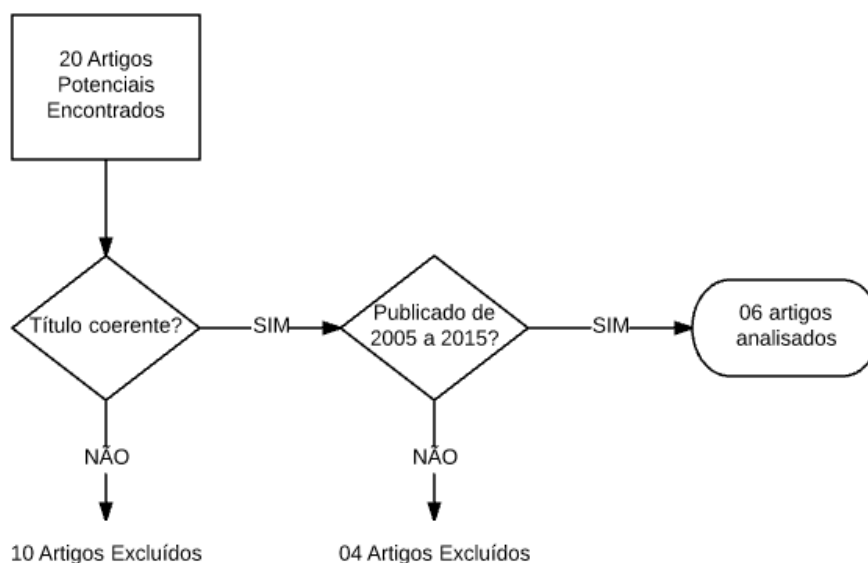 20 Artigos
Potenciais
Encontrados
Título coerente?
SIM
Publicado de
2005 a 2015?
SIM
06 artigos
analisados
NÃO
NÃO
10 Artigos Excluídos
04 Artigos Excluídos